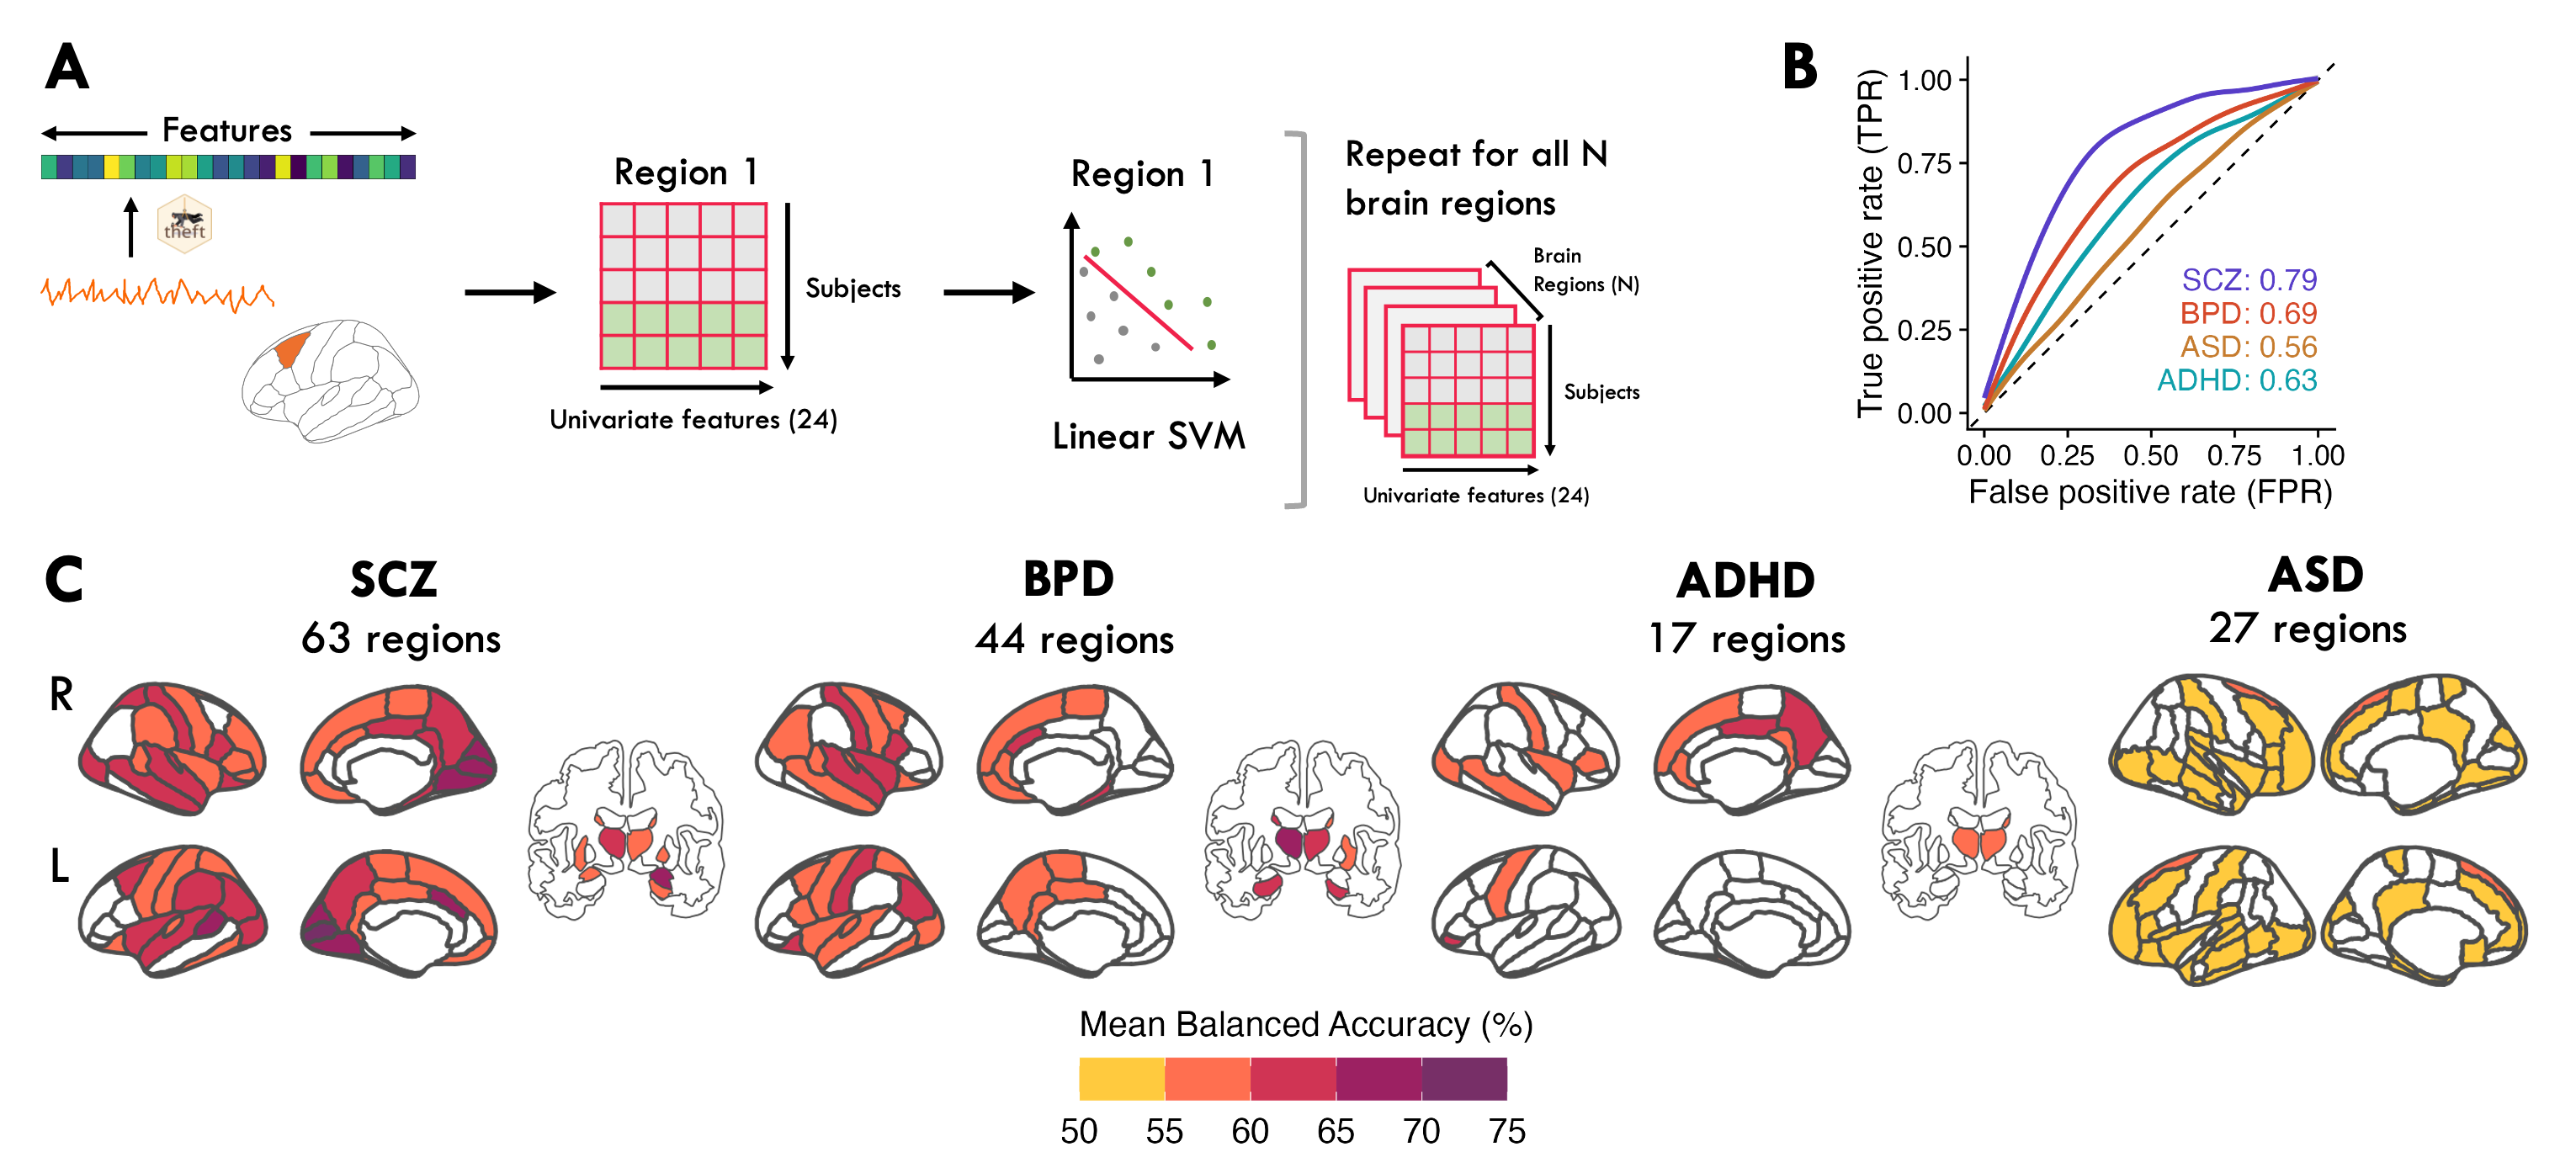 A
Features
theft
Region 1
Subjects
Univariate features (24)
Region 1
Linear SVM
Repeat for all N
brain regions
Brain
Regions (N)
Subjects
Univariate features (24)
B
True positive rate (TPR)
1.00
0.75
0.50
0.25
0.00
SCZ: 0.79
BPD: 0.69
ASD: 0.56
ADHD: 0.63
0.00 0.25 0.50 0.75 1.00
False positive rate (FPR)
C
SCZ
63 regions
BPD
44 regions
ADHD
17 regions
ASD
27 regions
R
L
Mean Balanced Accuracy (%)
50 55 60 65 70 75